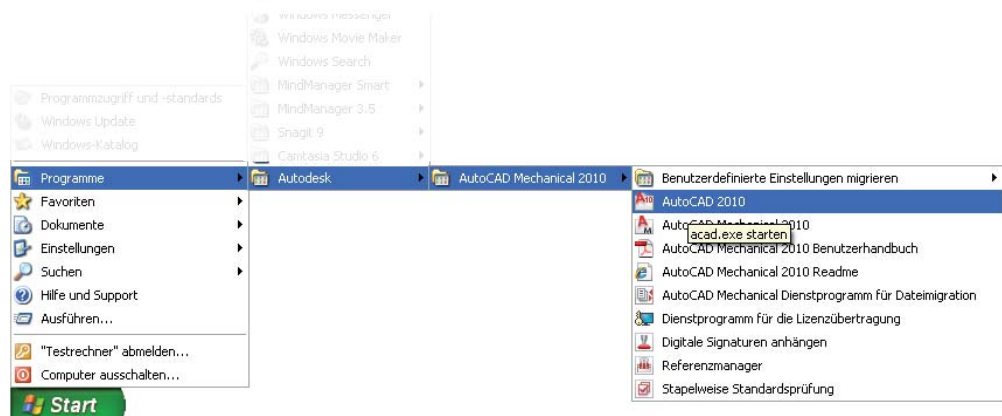 Windows Messenger
Windows Movie Maker
Windows Search
MindManager Smart
MindManager 3.5
Snagit 9
Camtasia Studio 6
Programmzugriff und -standards
Windows Update
Windows-Katalog
Programme
Autodesk
AutoCAD Mechanical 2010
Benutzerdefinierte Einstellungen migrieren
AutoCAD 2010
AutoCAD Mechanical 2010
acad.exe starten
AutoCAD Mechanical 2010 Benutzerhandbuch
AutoCAD Mechanical 2010 Readme
AutoCAD Mechanical Dienstprogramm für Dateimigration
Dienstprogramm für die Lizenzübertragung
Digitale Signaturen anhängen
Referenzmanager
Stapelweise Standardsprüfung
Favoriten
Dokumente
Einstellungen
Suchen
Hilfe und Support
Ausführen...
"Testrechner" abmelden...
Computer ausschalten...
Start